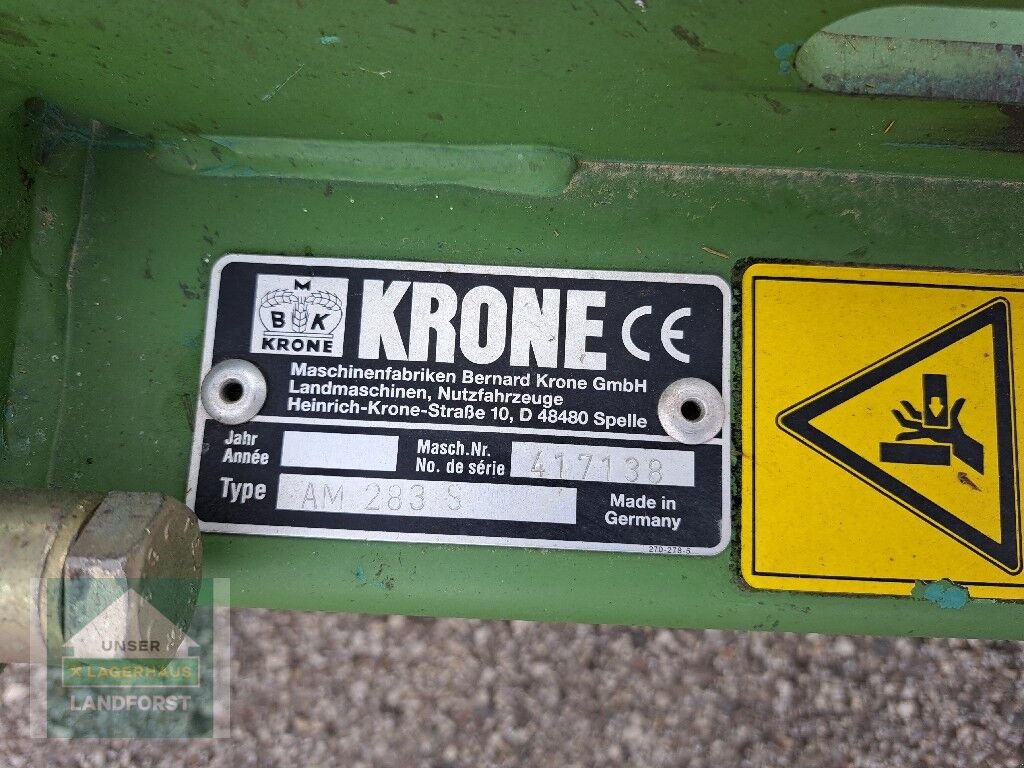 M
B K
KRONE
KRONE CE
Maschinenfabriken Bernard Krone GmbH
Landmaschinen, Nutzfahrzeuge
Heinrich-Krone-Straße 10, D 48480 Spelle
Jahr
Année
Masch.Nr.
No. de série
417138
Type AM 283 S
Made in
Germany
270-278-5
UNSER
X LAGERHAUS
LANDFORST